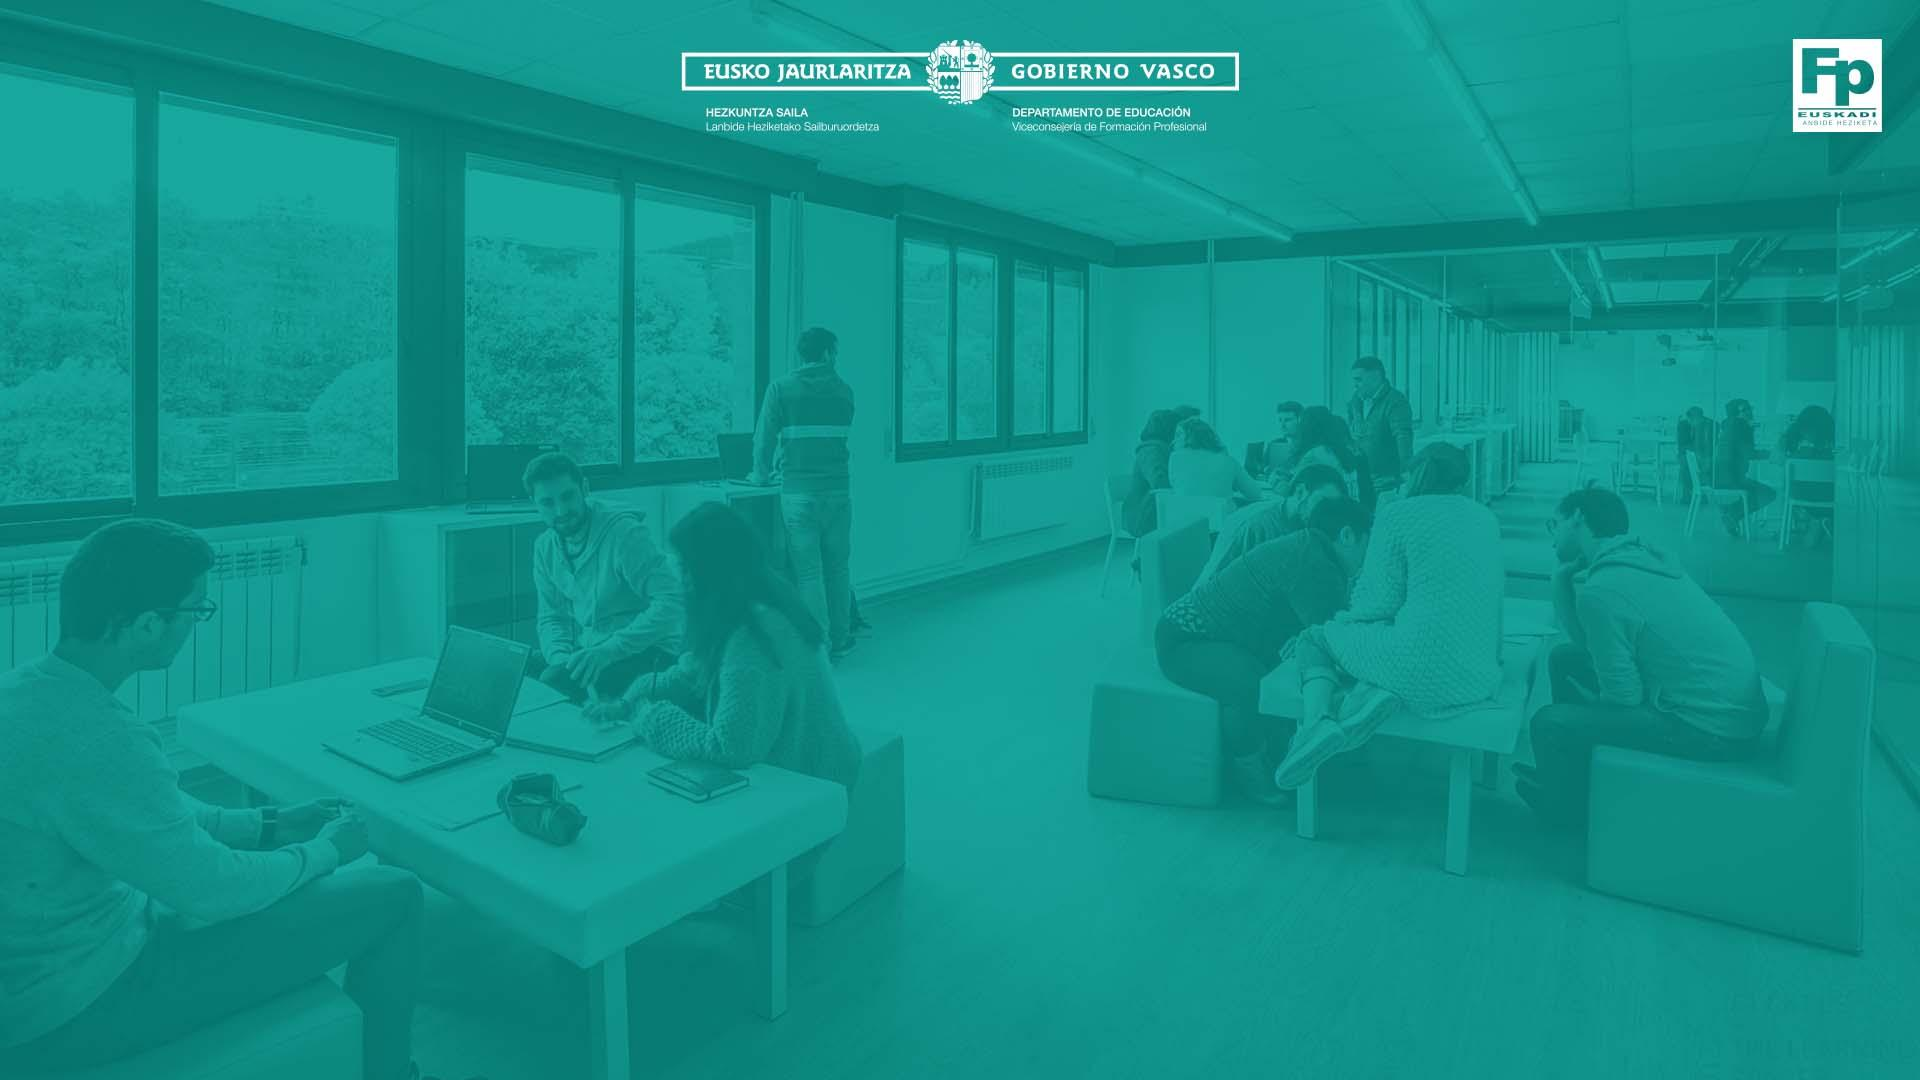 EUSKO JAURLARITZA
GOBIERNO VASCO
HEZKUNTZA SAILA
Lanbide Heziketako Sailburuordetza
DEPARTAMENTO DE EDUCACIÓN
Viceconsejería de Formación Profesional
Fp
EUSKADI
ANBIDE HEZIKETA